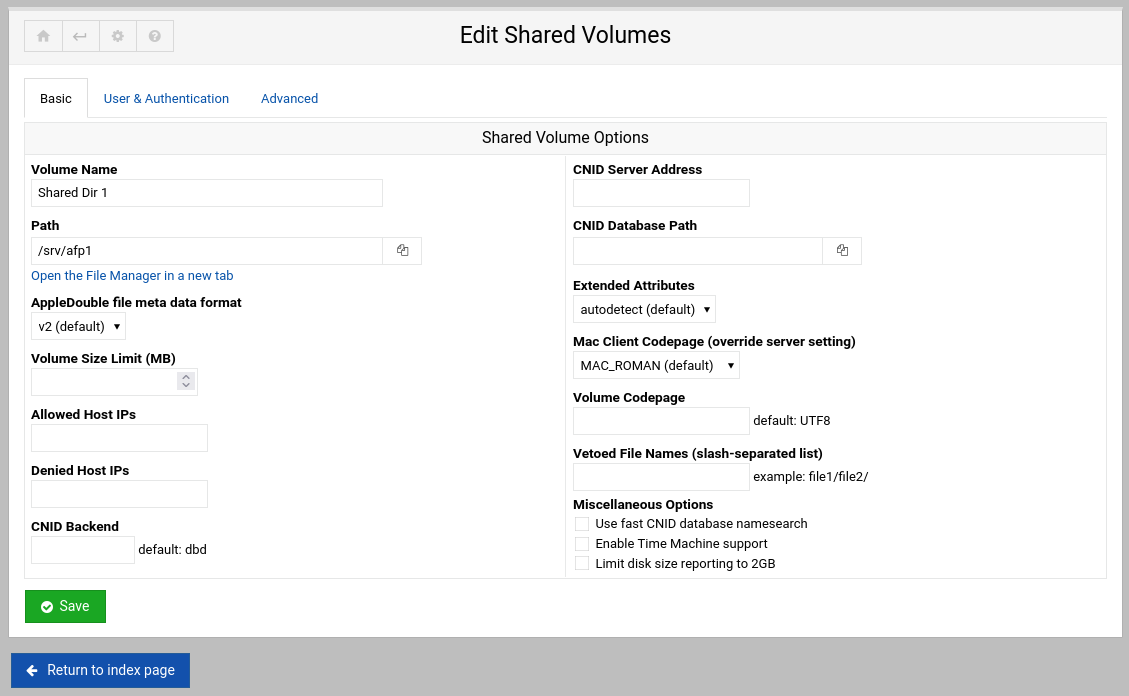 Edit Shared Volumes
Basic
User & Authentication
Advanced
Shared Volume Options
Volume Name
Shared Dir 1
Path
/srv/afp1
Open the File Manager in a new tab
AppleDouble file meta data format
v2 (default)
Volume Size Limit (MB)
Allowed Host IPs
Denied Host IPs
CNID Backend
default: dbd
CNID Server Address
CNID Database Path
Extended Attributes
autodetect (default)
Mac Client Codepage (override server setting)
MAC_ROMAN (default)
Volume Codepage
default: UTF8
Vetoed File Names (slash-separated list)
example: file1/file2/
Miscellaneous Options
Use fast CNID database namesearch
Enable Time Machine support
Limit disk size reporting to 2GB
Save
Return to index page